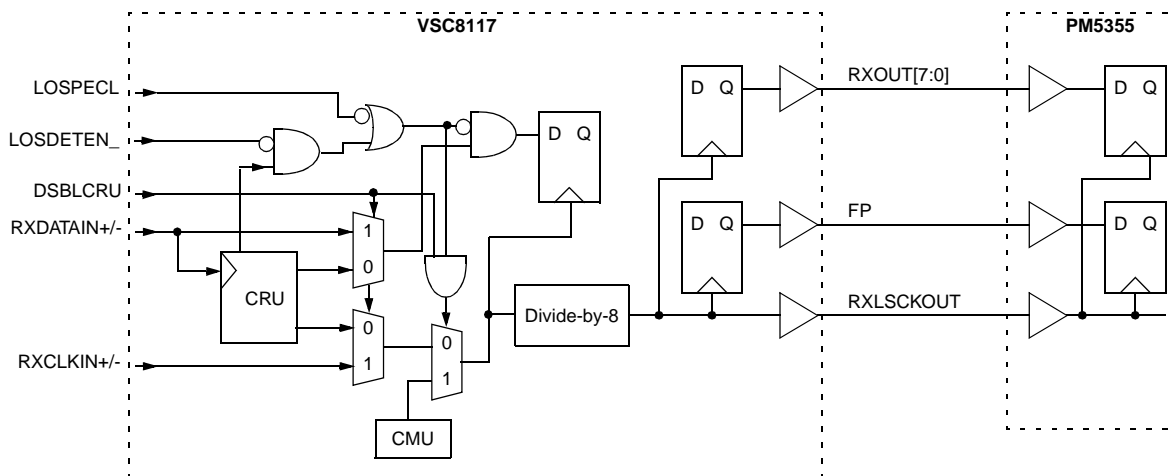 VSC8117
PM5355
LOSPECL
LOSDETEN_
DSBLCRU
RXDATAIN+/-
RXCLKIN+/-
CRU
1
0
0
1
0
1
CMU
D Q
Divide-by-8
D Q
D Q
RXOUT[7:0]
FP
RXLSCKOUT
D Q
D Q